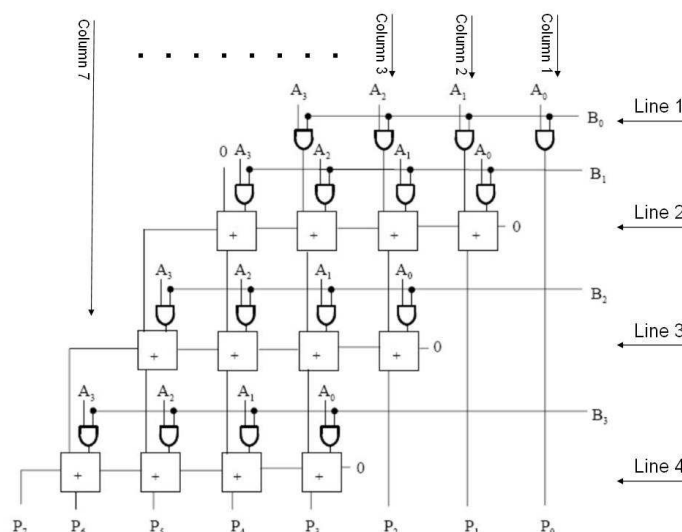 Column 7
Column 3
Column 2
Column 1
A3 A2 A1 A0
Line 1
B0
0 A3 A2 A1 A0
B1
+ + + + 0
Line 2
A3 A2 A1 A0
B2
+ + + + 0
Line 3
A3 A2 A1 A0
B3
+ + + + 0
Line 4
P7 P6 P5 P4 P3 P2 P1 P0